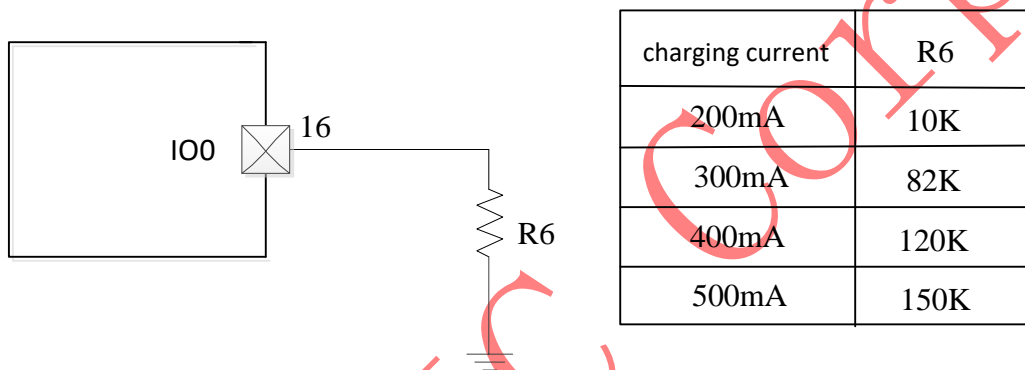 IO0
16
R6
charging current R6
200mA 10K
300mA 82K
400mA 120K
500mA 150K